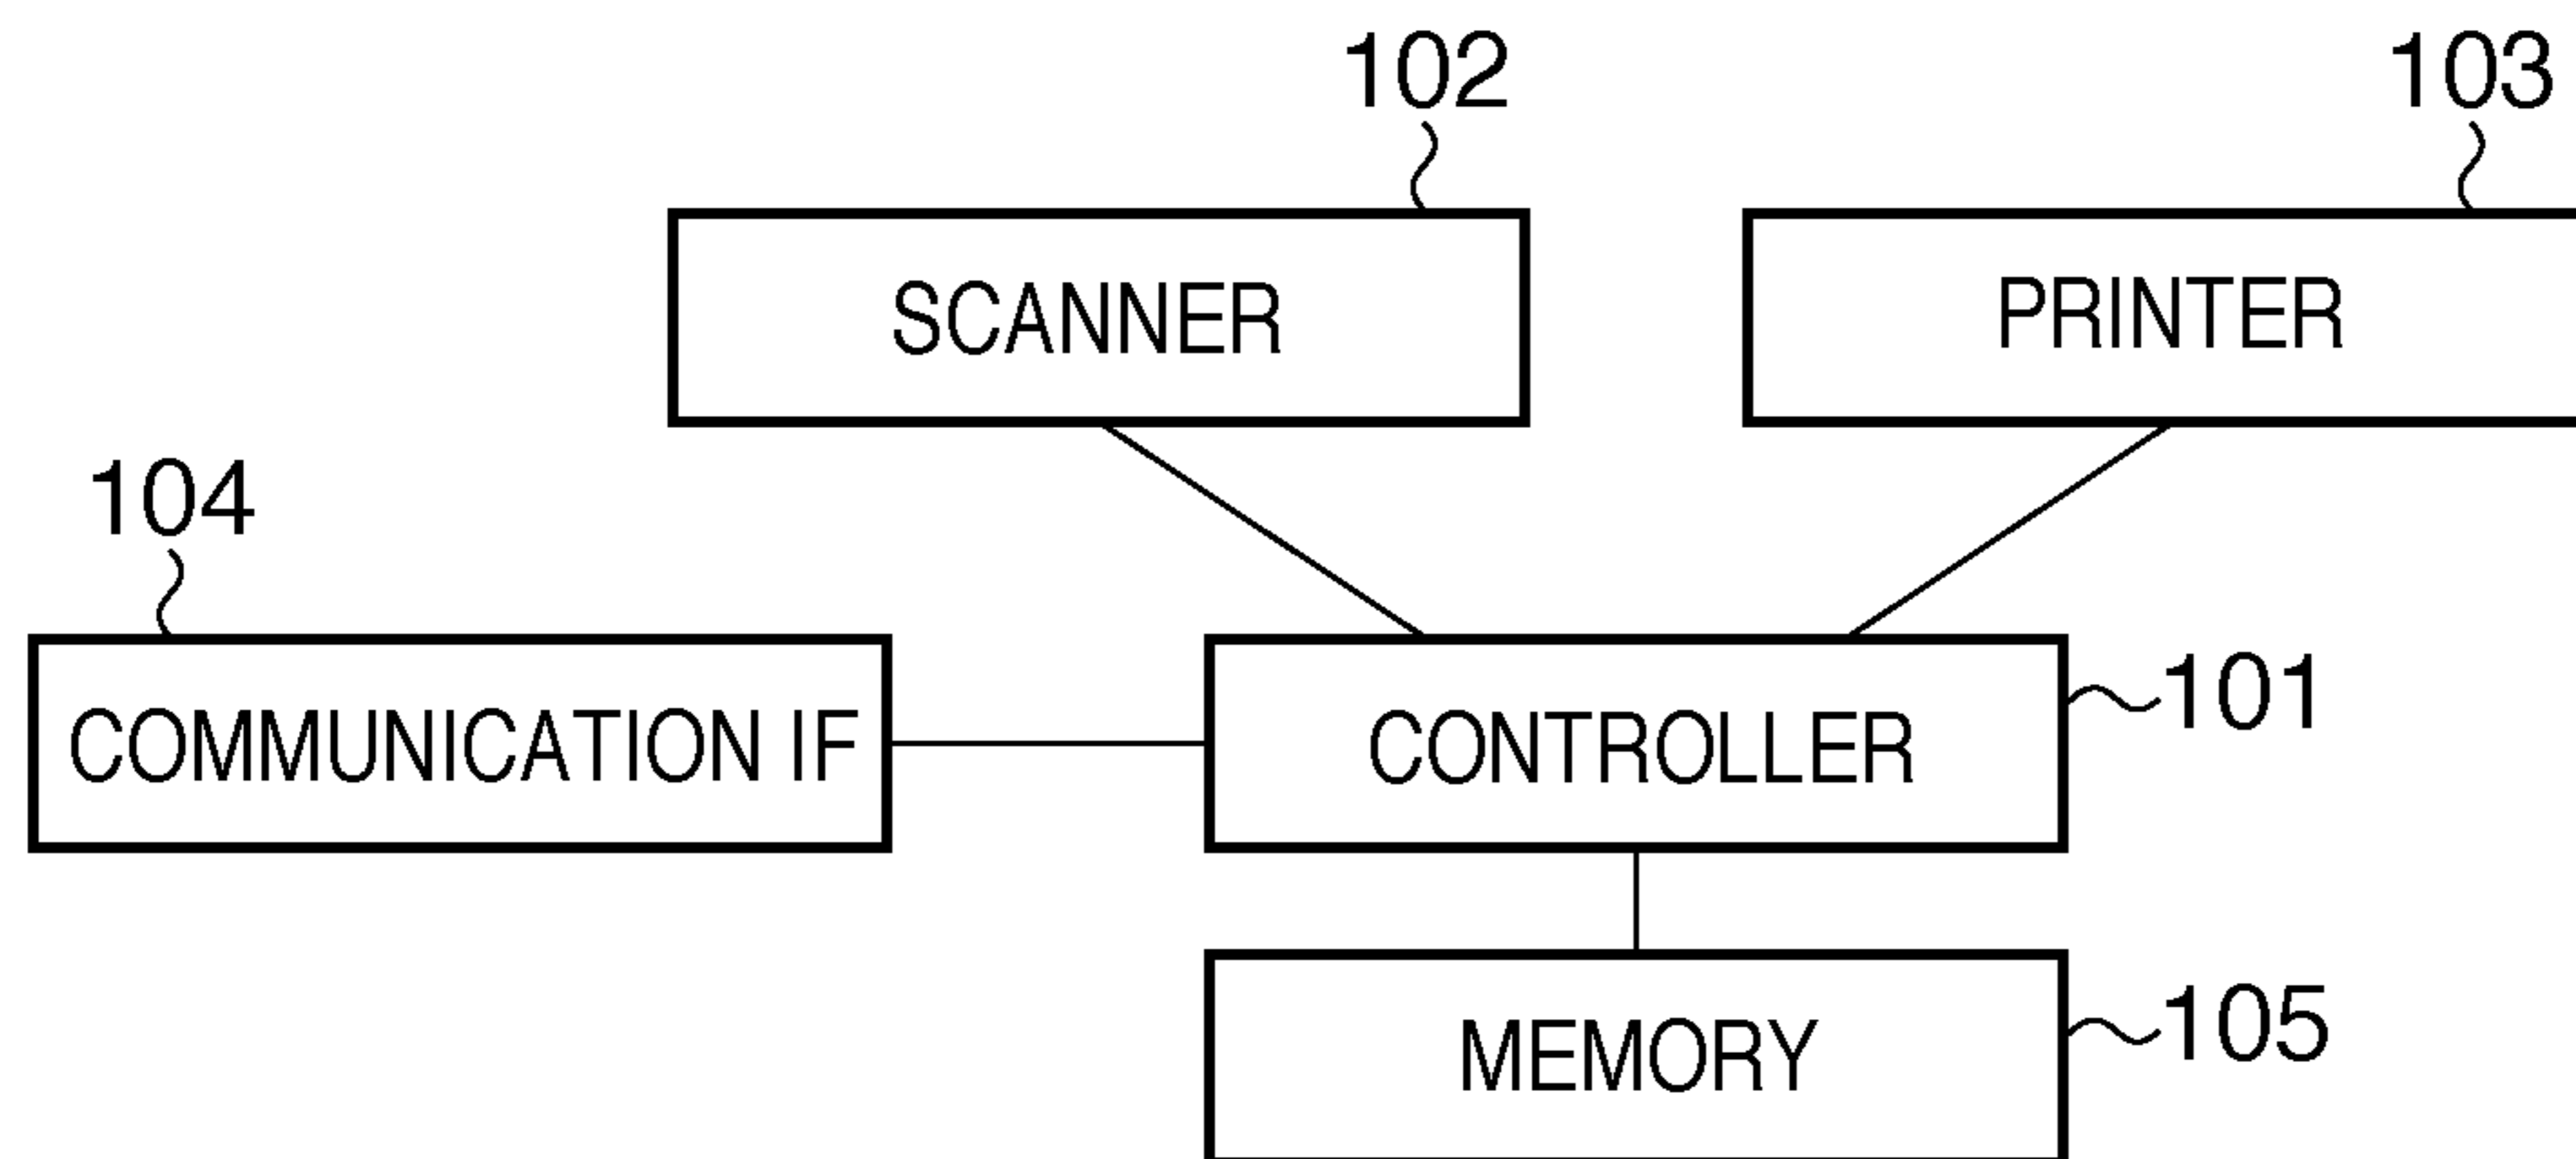 102
103
SCANNER
PRINTER
104
COMMUNICATION IF
CONTROLLER
101
MEMORY
105